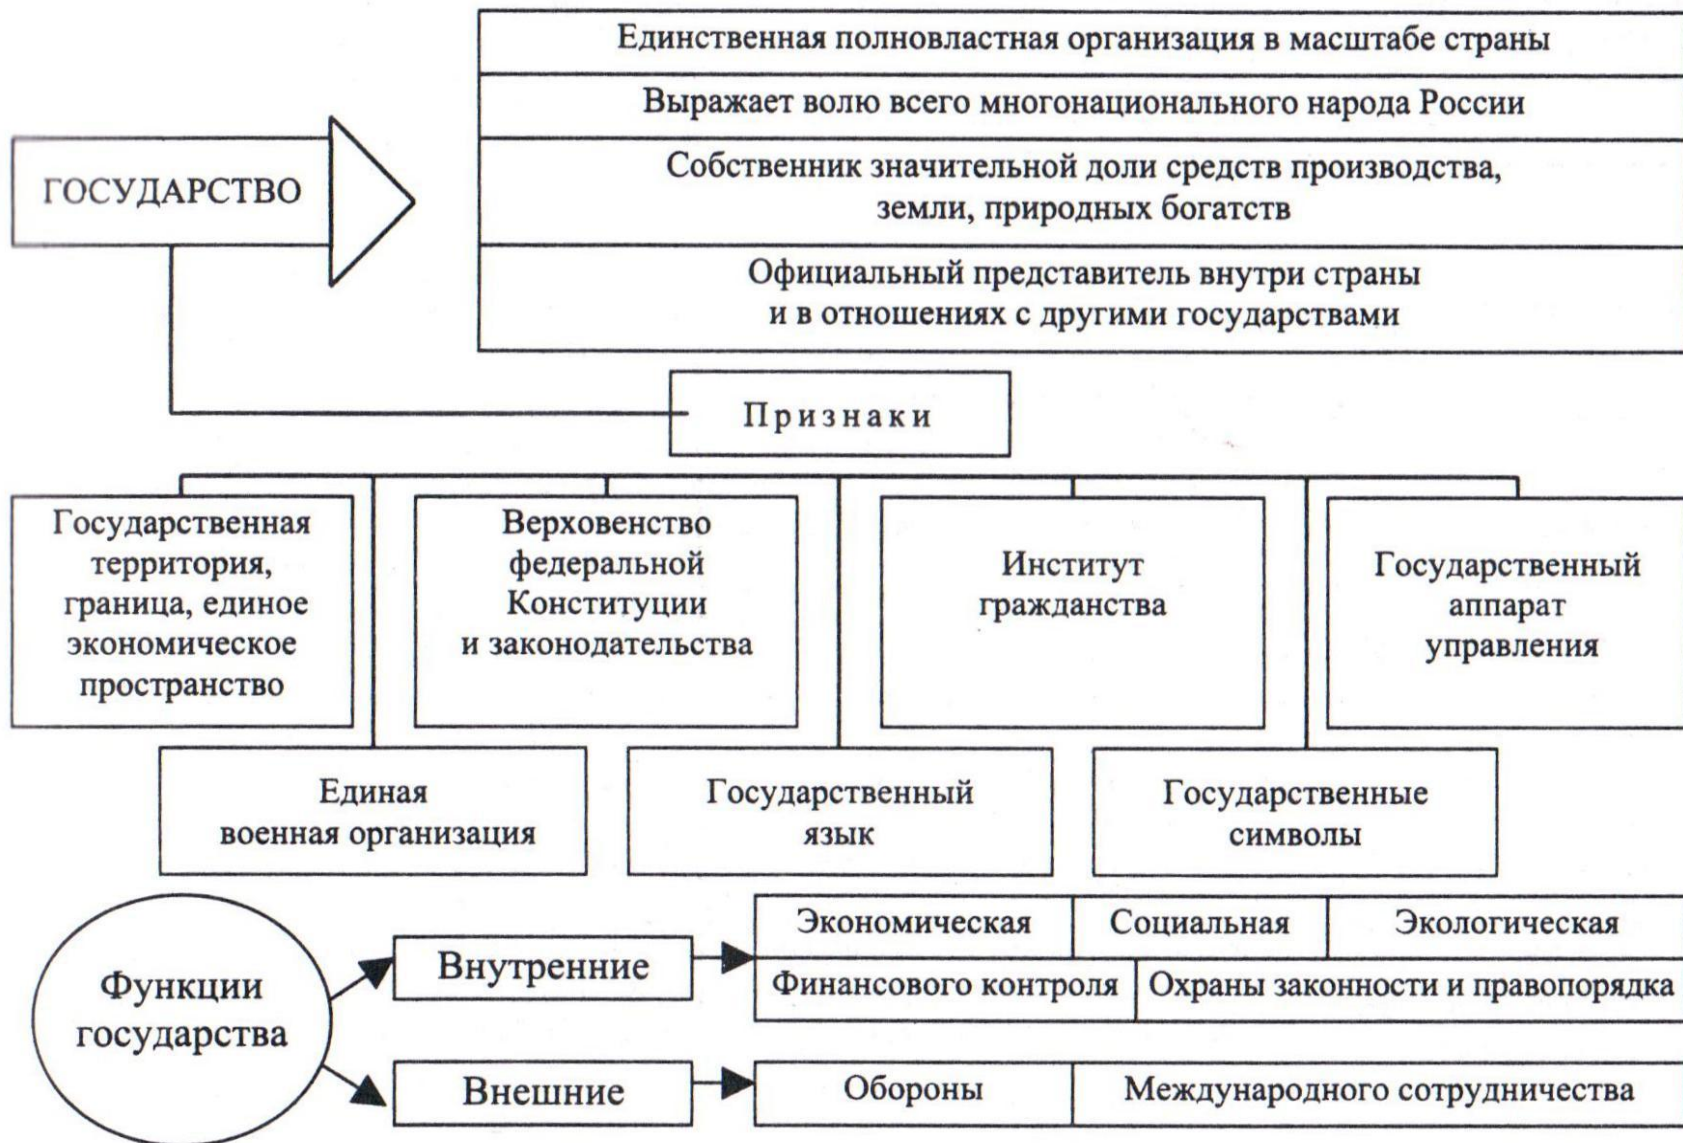 Единственная полновластная организация в масштабе страны
Выражает волю всего многонационального народа России
ГОСУДАРСТВО
Собственник значительной доли средств производства,
земли, природных богатств
Официальный представитель внутри страны
и в отношениях с другими государствами
Признаки
Государственная
территория,
граница, единое
экономическое
пространство
Верховенство
федеральной
Конституции
и законодательства
Институт
гражданства
Государственный
аппарат
управления
Единая
военная организация
Государственный
язык
Государственные
символы
Функции
государства
Внутренние
Экономическая
Социальная
Экологическая
Финансового контроля
Охраны законности и правопорядка
Внешние
Обороны
Международного сотрудничества